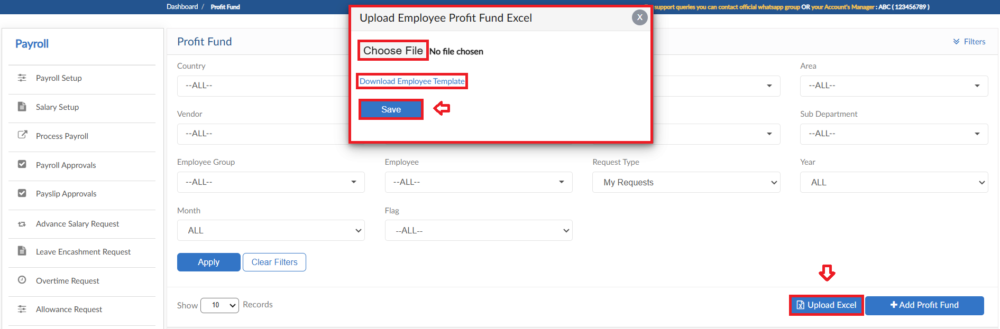 Dashboard / Profit Fund
support queries you can contact official whatsapp group OR your Account's Manager : ABC ( 123456789 )
Upload Employee Profit Fund Excel
X
Choose File No file chosen
Download Employee Template
Save
Payroll
Payroll Setup
Salary Setup
Process Payroll
Payroll Approvals
Payslip Approvals
Advance Salary Request
Leave Encashment Request
Overtime Request
Allowance Request
Profit Fund
Filters
Country
Area
--ALL--
--ALL--
Vendor
Sub Department
--ALL--
--ALL--
Employee Group
Employee
Request Type
Year
--ALL--
--ALL--
My Requests
ALL
Month
Flag
ALL
--ALL--
Apply
Clear Filters
Show 10 Records
Upload Excel
Add Profit Fund